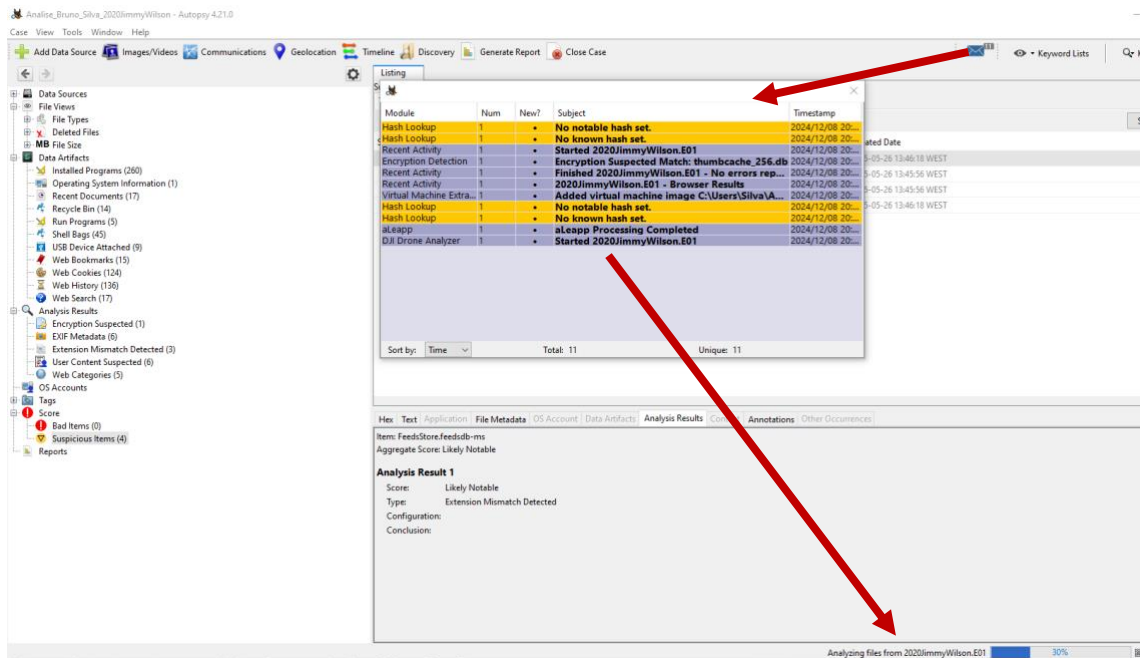 Analise_Bruno_Silva_2020JimmyWilson - Autopsy 4.21.0
Case View Tools Window Help
Add Data Source Images/Videos Communications Geolocation Timeline Discovery Generate Report Close Case Keyword Lists
Listing
Data Sources
File Views
File Types
Deleted Files
MB File Size
Data Artifacts
Installed Programs (260)
Operating System Information (1)
Recent Documents (17)
Recycle Bin (14)
Run Programs (5)
Shell Bags (45)
USB Device Attached (9)
Web Bookmarks (15)
Web Cookies (124)
Web History (136)
Web Search (17)
Analysis Results
Encryption Suspected (1)
EXIF Metadata (6)
Extension Mismatch Detected (3)
User Content Suspected (6)
Web Categories (5)
OS Accounts
Tags
Score
Bad Items (0)
Suspicious Items (4)
Reports
Module Num New? Subject Timestamp
Hash Lookup 1 • No notable hash set. 2024/12/08 20:...
Hash Lookup 1 • No known hash set. 2024/12/08 20:...
Recent Activity 1 • Started 2020JimmyWilson.E01 2024/12/08 20:...
Encryption Detection 1 • Encryption Suspected Match: thumbcache_256.db 2024/12/08 20:...
Recent Activity 1 • Finished 2020JimmyWilson.E01 - No errors rep... 2024/12/08 20:...
Recent Activity 1 • 2020JimmyWilson.E01 - Browser Results 2024/12/08 20:...
Virtual Machine Extra... 1 • Added virtual machine image C:\Users\Silva\A... 2024/12/08 20:...
Hash Lookup 1 • No notable hash set. 2024/12/08 20:...
Hash Lookup 1 • No known hash set. 2024/12/08 20:...
aLeapp 1 • aLeapp Processing Completed 2024/12/08 20:...
DJI Drone Analyzer 1 • Started 2020JimmyWilson.E01 2024/12/08 20:...
Sort by: Time Total: 11 Unique: 11
ated Date
-05-26 13:46:18 WEST
-05-26 13:45:56 WEST
-05-26 13:45:56 WEST
-05-26 13:46:18 WEST
Hex Text Application File Metadata OS Account Data Artifacts Analysis Results Annotations Other Occurrences
Item: FeedsStore.feedsdb-ms
Aggregate Score: Likely Notable
Analysis Result 1
Score: Likely Notable
Type: Extension Mismatch Detected
Configuration:
Conclusion:
Analyzing files from 2020JimmyWilson.E01 30%